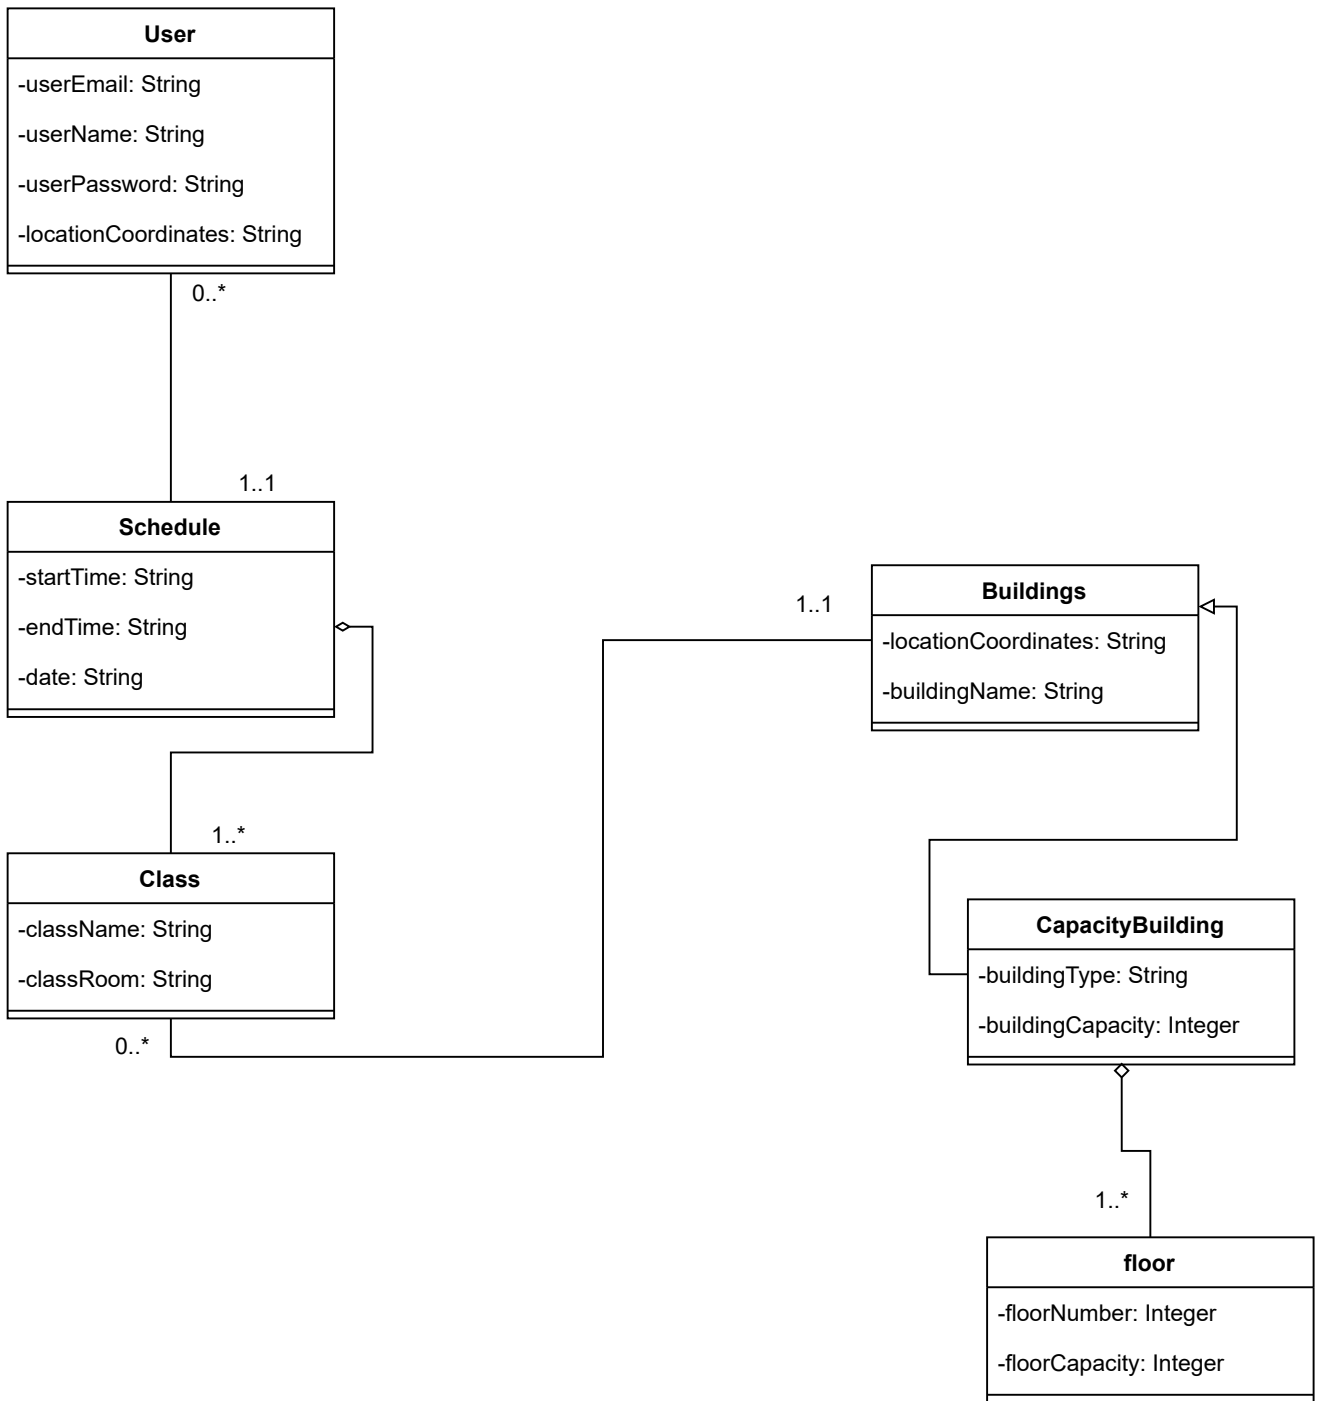 User
-userEmail: String
-userName: String
-userPassword: String
-locationCoordinates: String
0..*
1..1
Schedule
-startTime: String
-endTime: String
-date: String
1..*
Class
-className: String
-classRoom: String
0..*
1..1
Buildings
-locationCoordinates: String
-buildingName: String
CapacityBuilding
-buildingType: String
-buildingCapacity: Integer
1..*
floor
-floorNumber: Integer
-floorCapacity: Integer